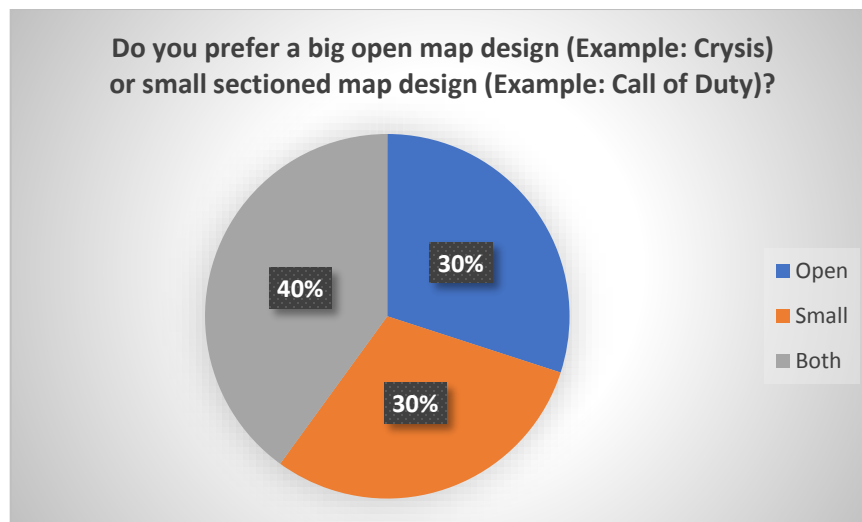 Do you prefer a big open map design (Example: Crysis)
or small sectioned map design (Example: Call of Duty)?
30%
40%
30%
Open
Small
Both